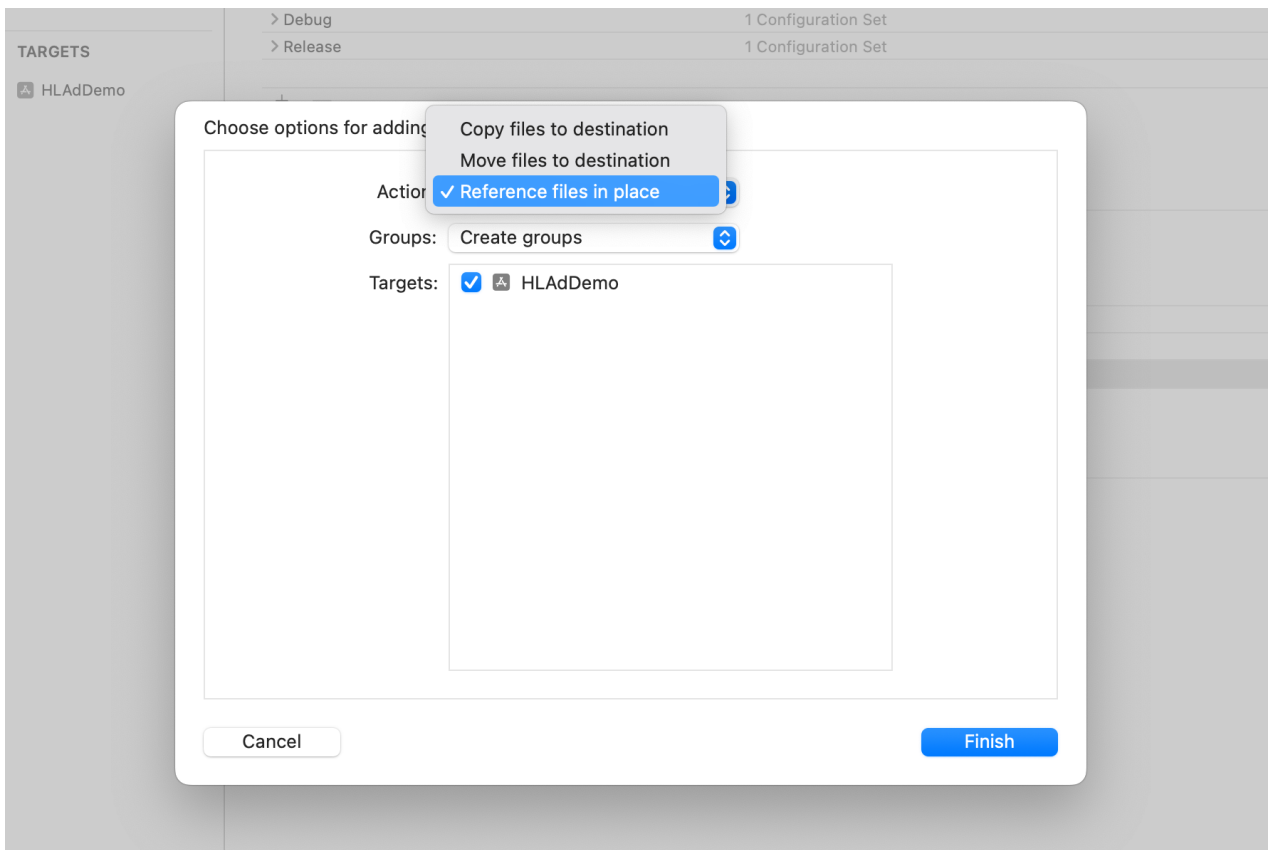 Debug 1 Configuration Set
TARGETS
Release 1 Configuration Set
HLAdDemo
Choose options for adding
Copy files to destination
Move files to destination
Action
Reference files in place
Groups: Create groups
Targets: HLAdDemo
Cancel
Finish